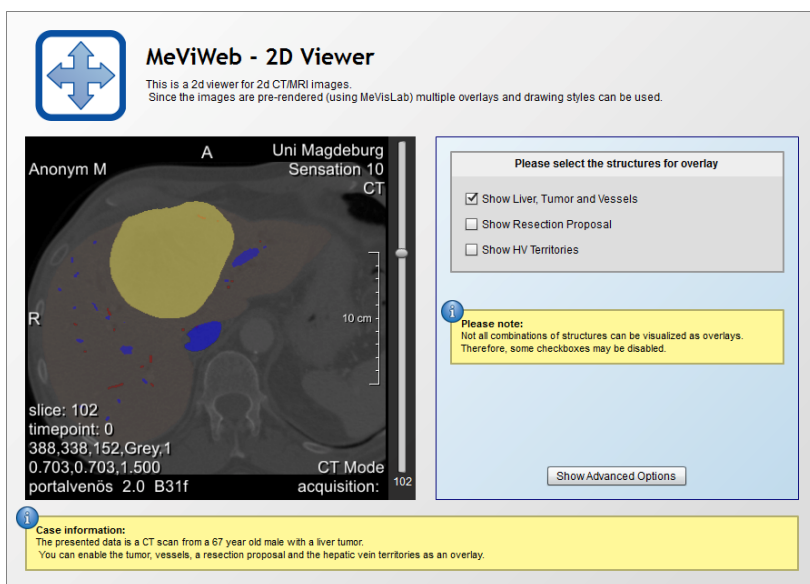 MeViWeb - 2D Viewer
This is a 2d viewer for 2d CT/MRI images.
Since the images are pre-rendered (using MeVisLab) multiple overlays and drawing styles can be used.
Anonym M
A
Uni Magdeburg
Sensation 10
CT
R
10 cm
slice: 102
timepoint: 0
388,338,152,Grey,1
0.703,0.703,1.500
portalvenös 2.0 B31f
CT Mode
acquisition:
102
Please select the structures for overlay
Show Liver, Tumor and Vessels
Show Resection Proposal
Show HV Territories
i
Please note:
Not all combinations of structures can be visualized as overlays.
Therefore, some checkboxes may be disabled.
Show Advanced Options
i
Case information:
The presented data is a CT scan from a 67 year old male with a liver tumor.
You can enable the tumor, vessels, a resection proposal and the hepatic vein territories as an overlay.